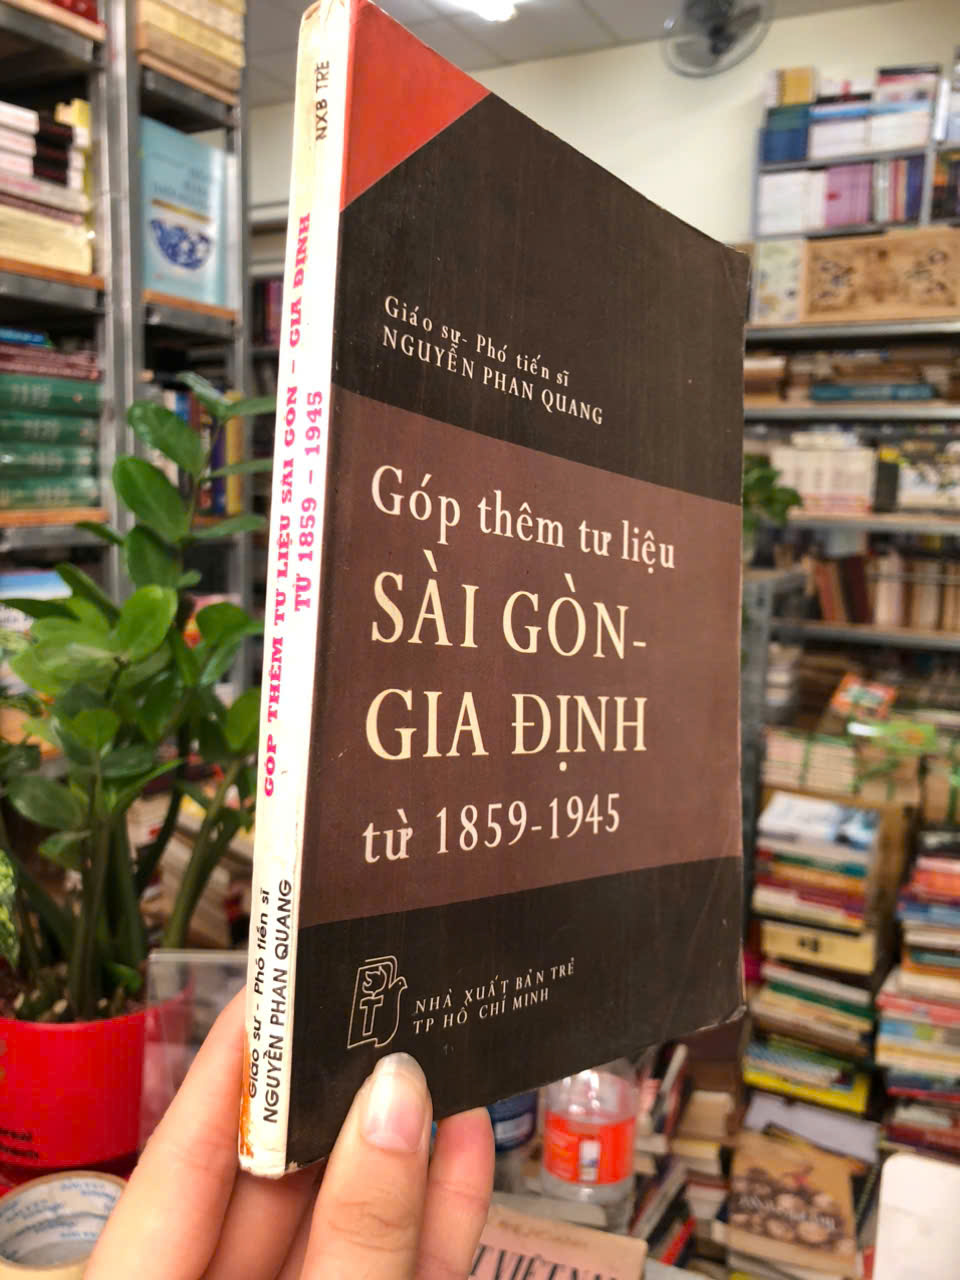 Giáo sư - Phó tiến sĩ
NGUYỄN PHAN QUANG
Góp thêm tư liệu
SÀI GÒN-
GIA ĐỊNH
từ 1859-1945
NHÀ XUẤT BẢN TRẺ
TP HỒ CHÍ MINH
NXB TRẺ
GÓP THÊM TƯ LIỆU SÀI GÒN - GIA ĐỊNH
TỪ 1859 - 1945
Giáo sư - Phó tiến sĩ
NGUYỄN PHAN QUANG
VIỆT NAM